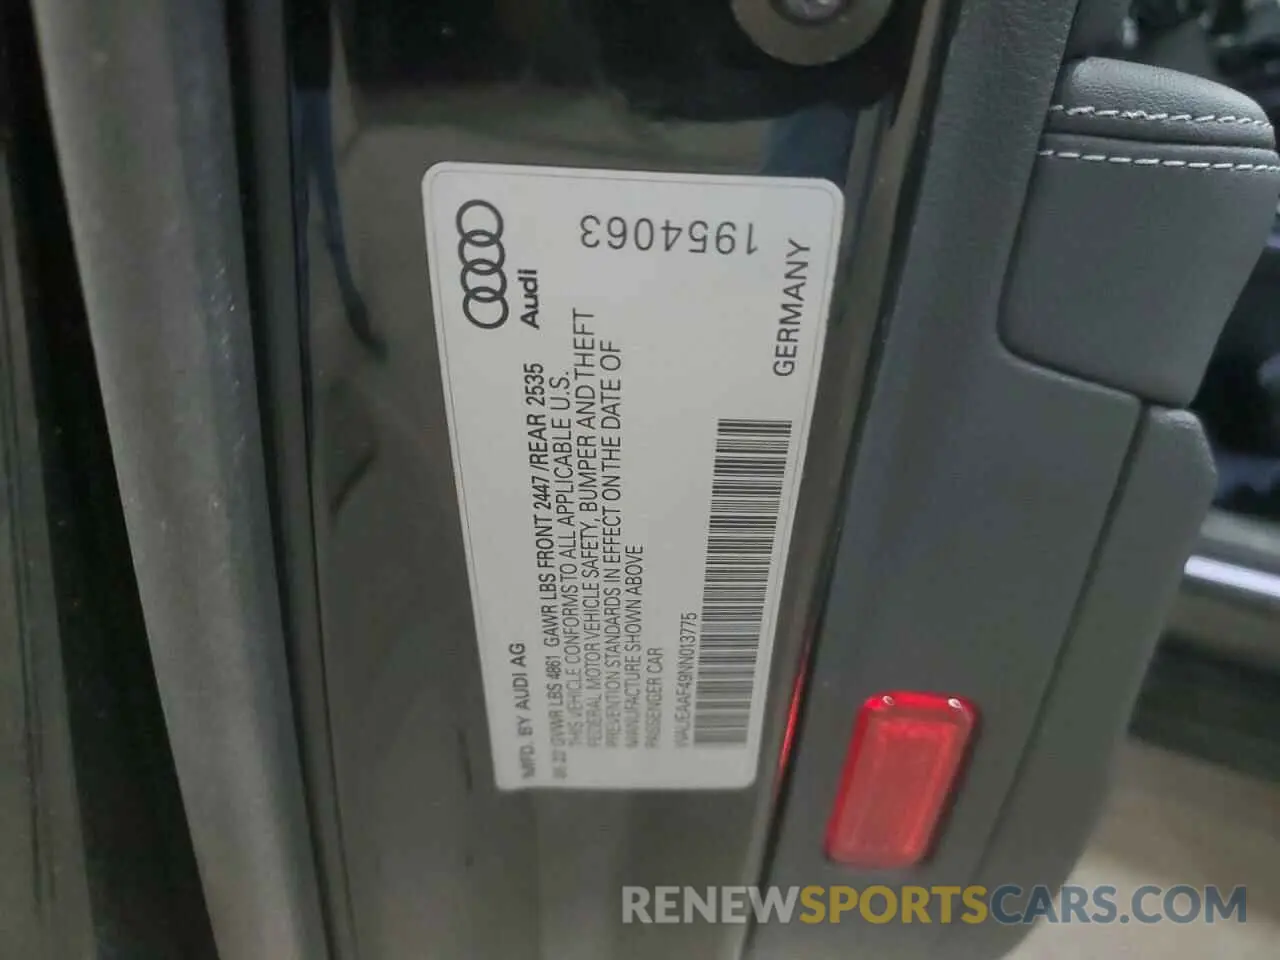 Audi
1954063
GERMANY
MFD. BY AUDI AG
22 GVWR LBS 4861 GAWR LBS FRONT 2447 /REAR 2535
THIS VEHICLE CONFORMS TO ALL APPLICABLE U.S.
FEDERAL MOTOR VEHICLE SAFETY, BUMPER AND THEFT
PREVENTION STANDARDS IN EFFECT ON THE DATE OF
MANUFACTURE SHOWN ABOVE
PASSENGER CAR
WAUEAAF49NN013775
RENEWSPORTSCARS.COM